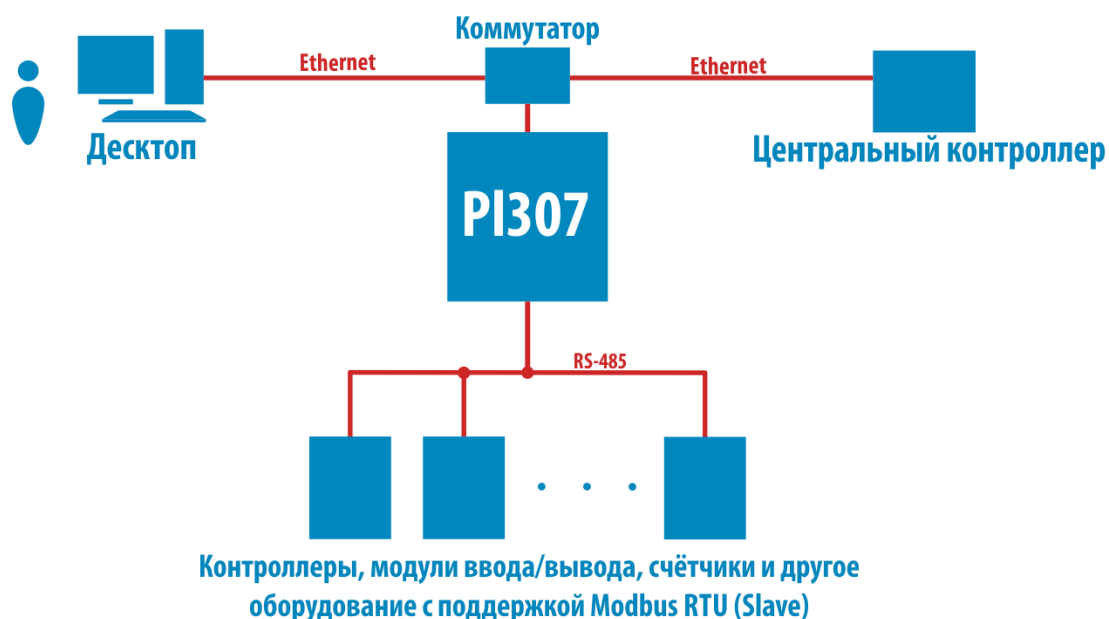 Коммутатор
Ethernet
Ethernet
Десктоп
Центральный контроллер
PI307
RS-485
Контроллеры, модули ввода/вывода, счётчики и другое
оборудование с поддержкой Modbus RTU (Slave)